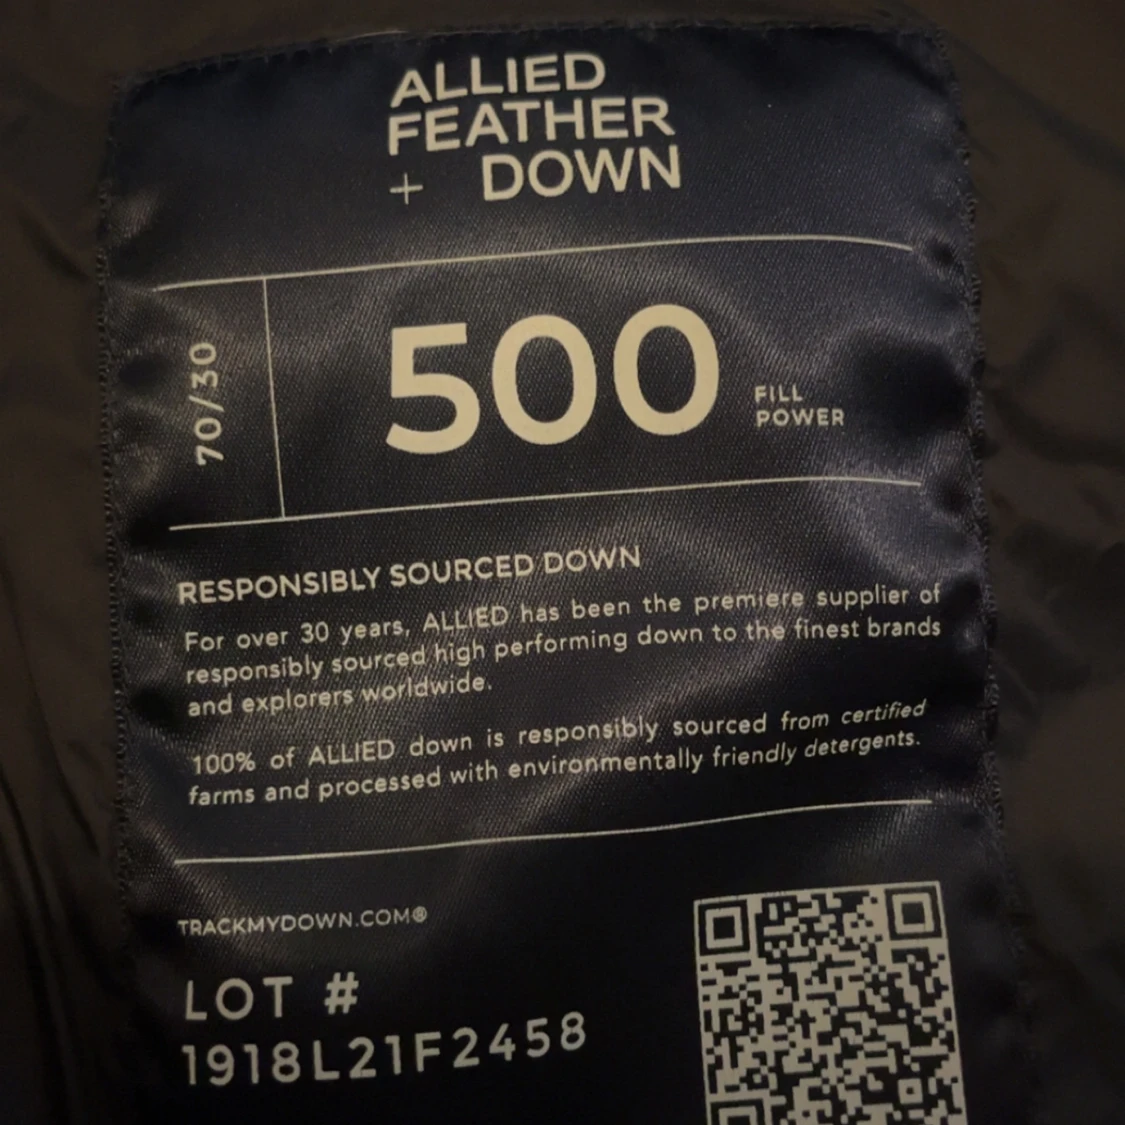 ALLIED
FEATHER
+ DOWN
70/30
500
FILL
POWER
RESPONSIBLY SOURCED DOWN
For over 30 years, ALLIED has been the premiere supplier of
responsibly sourced high performing down to the finest brands
and explorers worldwide.
100% of ALLIED down is responsibly sourced from certified
farms and processed with environmentally friendly detergents.
TRACKMYDOWN.COM®
LOT #
1918L21F2458